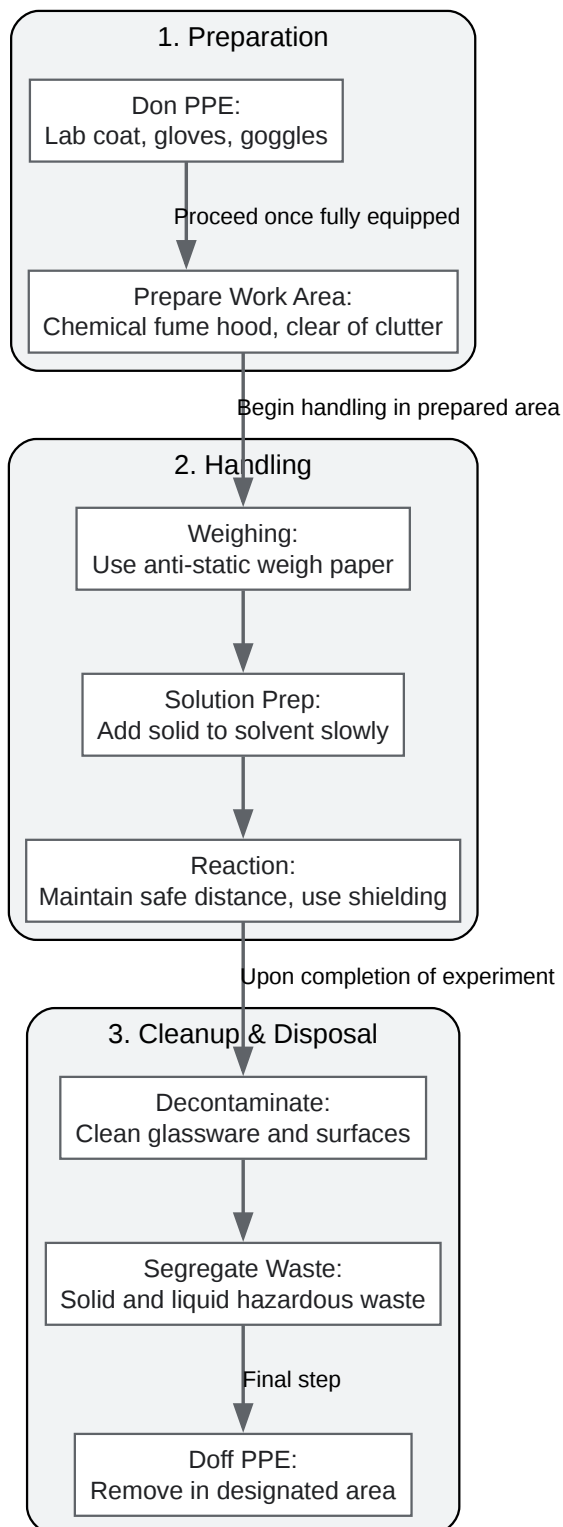 1. Preparation
Don PPE:
Lab coat, gloves, goggles
Proceed once fully equipped
Prepare Work Area:
Chemical fume hood, clear of clutter
Begin handling in prepared area
2. Handling
Weighing:
Use anti-static weigh paper
Solution Prep:
Add solid to solvent slowly
Reaction:
Maintain safe distance, use shielding
Upon completion of experiment
3. Cleanup & Disposal
Decontaminate:
Clean glassware and surfaces
Segregate Waste:
Solid and liquid hazardous waste
Final step
Doff PPE:
Remove in designated area